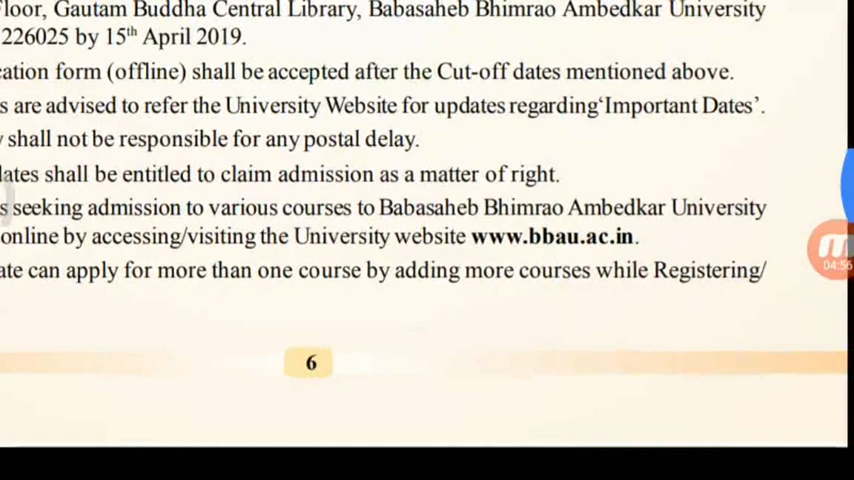 Floor, Gautam Buddha Central Library, Babasaheb Bhimrao Ambedkar University
226025 by 15th April 2019.
cation form (offline) shall be accepted after the Cut-off dates mentioned above.
s are advised to refer the University Website for updates regarding‘Important Dates’.
y shall not be responsible for any postal delay.
dates shall be entitled to claim admission as a matter of right.
s seeking admission to various courses to Babasaheb Bhimrao Ambedkar University
online by accessing/visiting the University website www.bbau.ac.in.
ate can apply for more than one course by adding more courses while Registering/
6
04:56